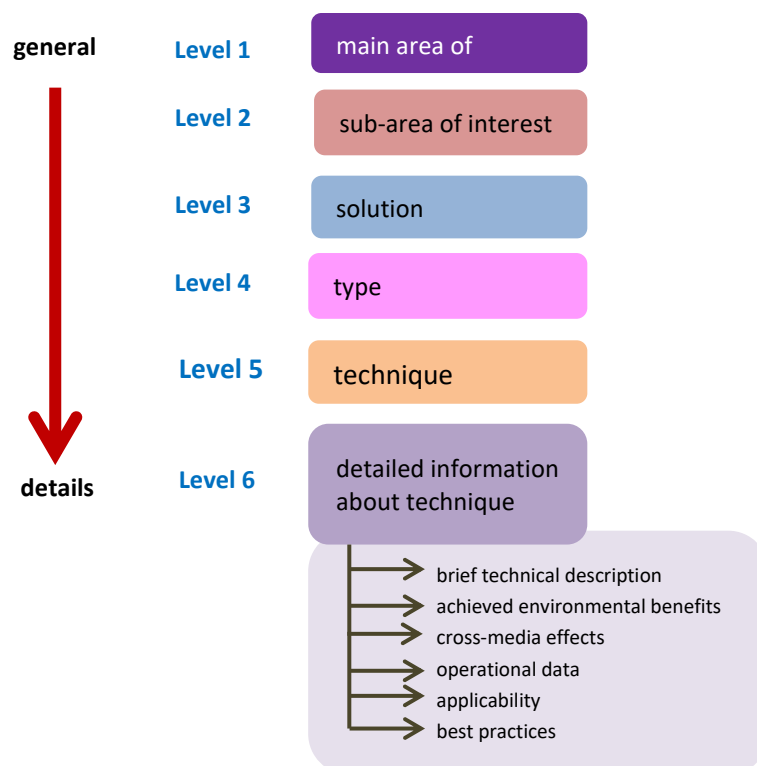 general
Level 1
main area of
Level 2
sub-area of interest
Level 3
solution
Level 4
type
Level 5
technique
details
Level 6
detailed information
about technique
brief technical description
achieved environmental benefits
cross-media effects
operational data
applicability
best practices